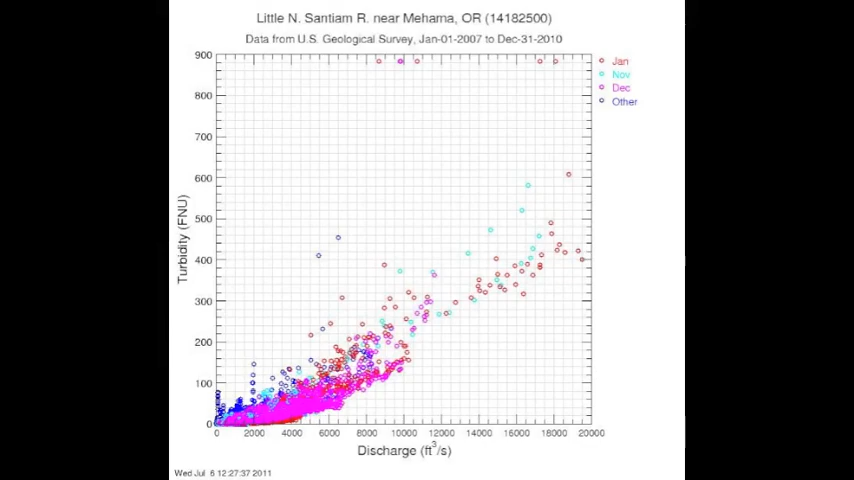 Little N. Santiam R. near Mehama, OR (14182500)
Data from U.S. Geological Survey, Jan-01-2007 to Dec-31-2010
900
800
700
600
500
400
300
200
100
0
Turbidity (FNU)
Jan
Nov
Dec
Other
0 2000 4000 6000 8000 10000 12000 14000 16000 18000 20000
Discharge (ft³/s)
Wed Jul 6 12:27:37 2011